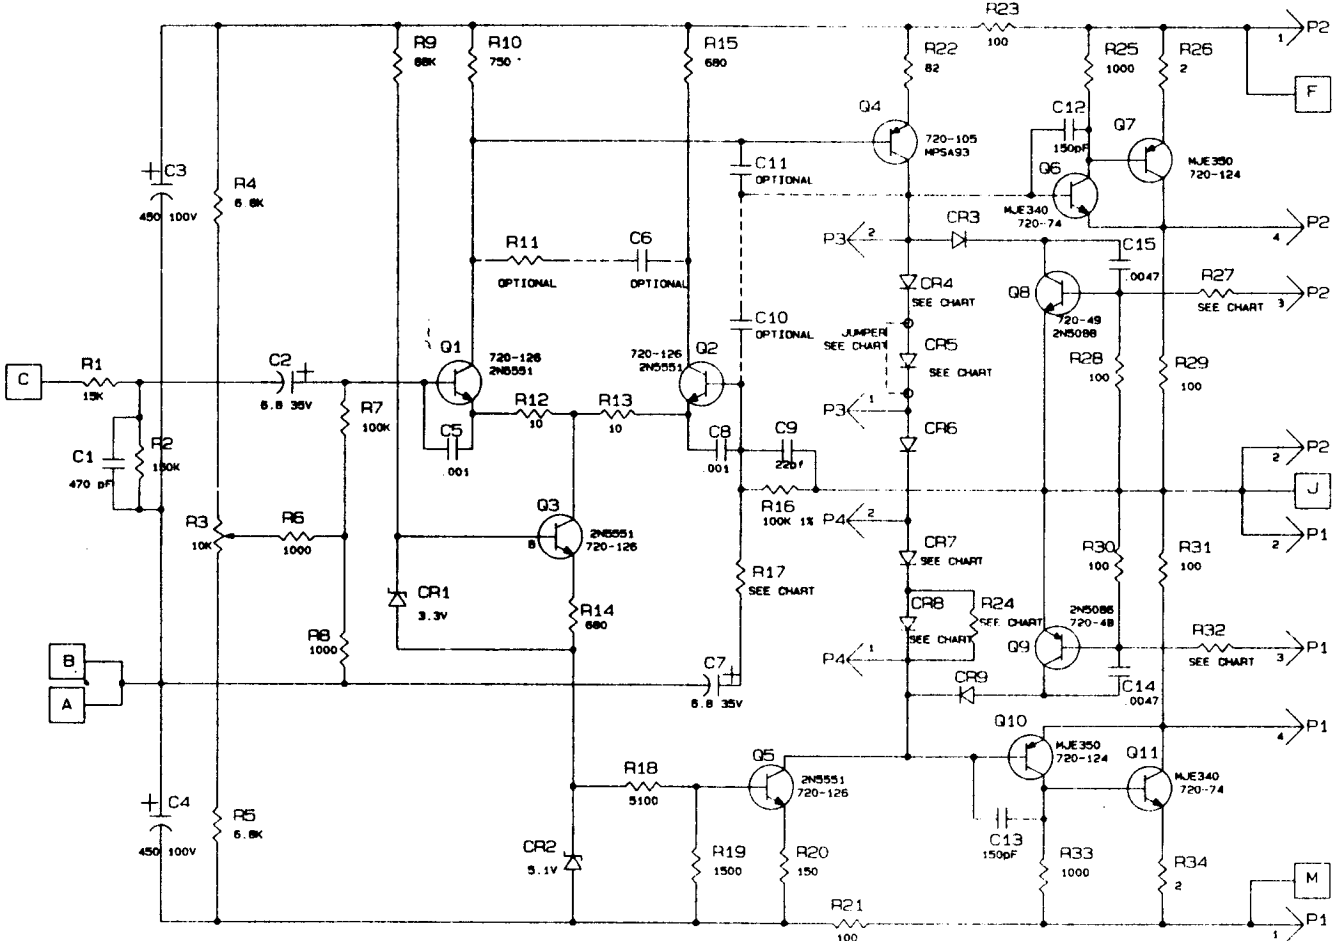 R23
100
1
P2
R9
68K
R10
750
R15
680
R22
82
R25
1000
R26
2
F
Q4
720-105
MPSA93
C12
150pF
Q7
MJE350
720-124
C3
450 100V
R4
6.8K
C11
OPTIONAL
Q6
MJE340
720-74
P3
2
CR3
4
P2
C15
.0047
R11
OPTIONAL
C6
OPTIONAL
CR4
SEE CHART
Q8
720-49
2N5088
R27
SEE CHART
3
P2
C10
OPTIONAL
JUMPER
SEE CHART
CR5
SEE CHART
C
R1
15K
C2
6.8 35V
Q1
720-126
2N5551
Q2
720-126
2N5551
R28
100
R29
100
R7
100K
R12
10
R13
10
P3
1
C1
470 pF
R2
150K
C5
.001
C8
.001
C9
22pf
CR6
P2
2
J
R16
100K 1%
P4
2
P1
2
R3
10K
R6
1000
Q3
B
2N5551
720-126
CR7
SEE CHART
R30
100
R31
100
R17
SEE CHART
CR1
3.3V
R14
680
CR8
SEE CHART
R24
SEE CHART
2N5086
720-48
Q9
R32
SEE CHART
3
P1
R8
1000
B
A
C7
6.8 35V
P4
1
CR9
C14
.0047
Q10
MJE350
720-124
4
P1
Q11
MJE340
720-74
Q5
2N5551
720-126
R18
5100
C4
450 100V
R5
6.8K
CR2
5.1V
R19
1500
R20
150
C13
150pF
R33
1000
R34
2
M
R21
100
1
P1